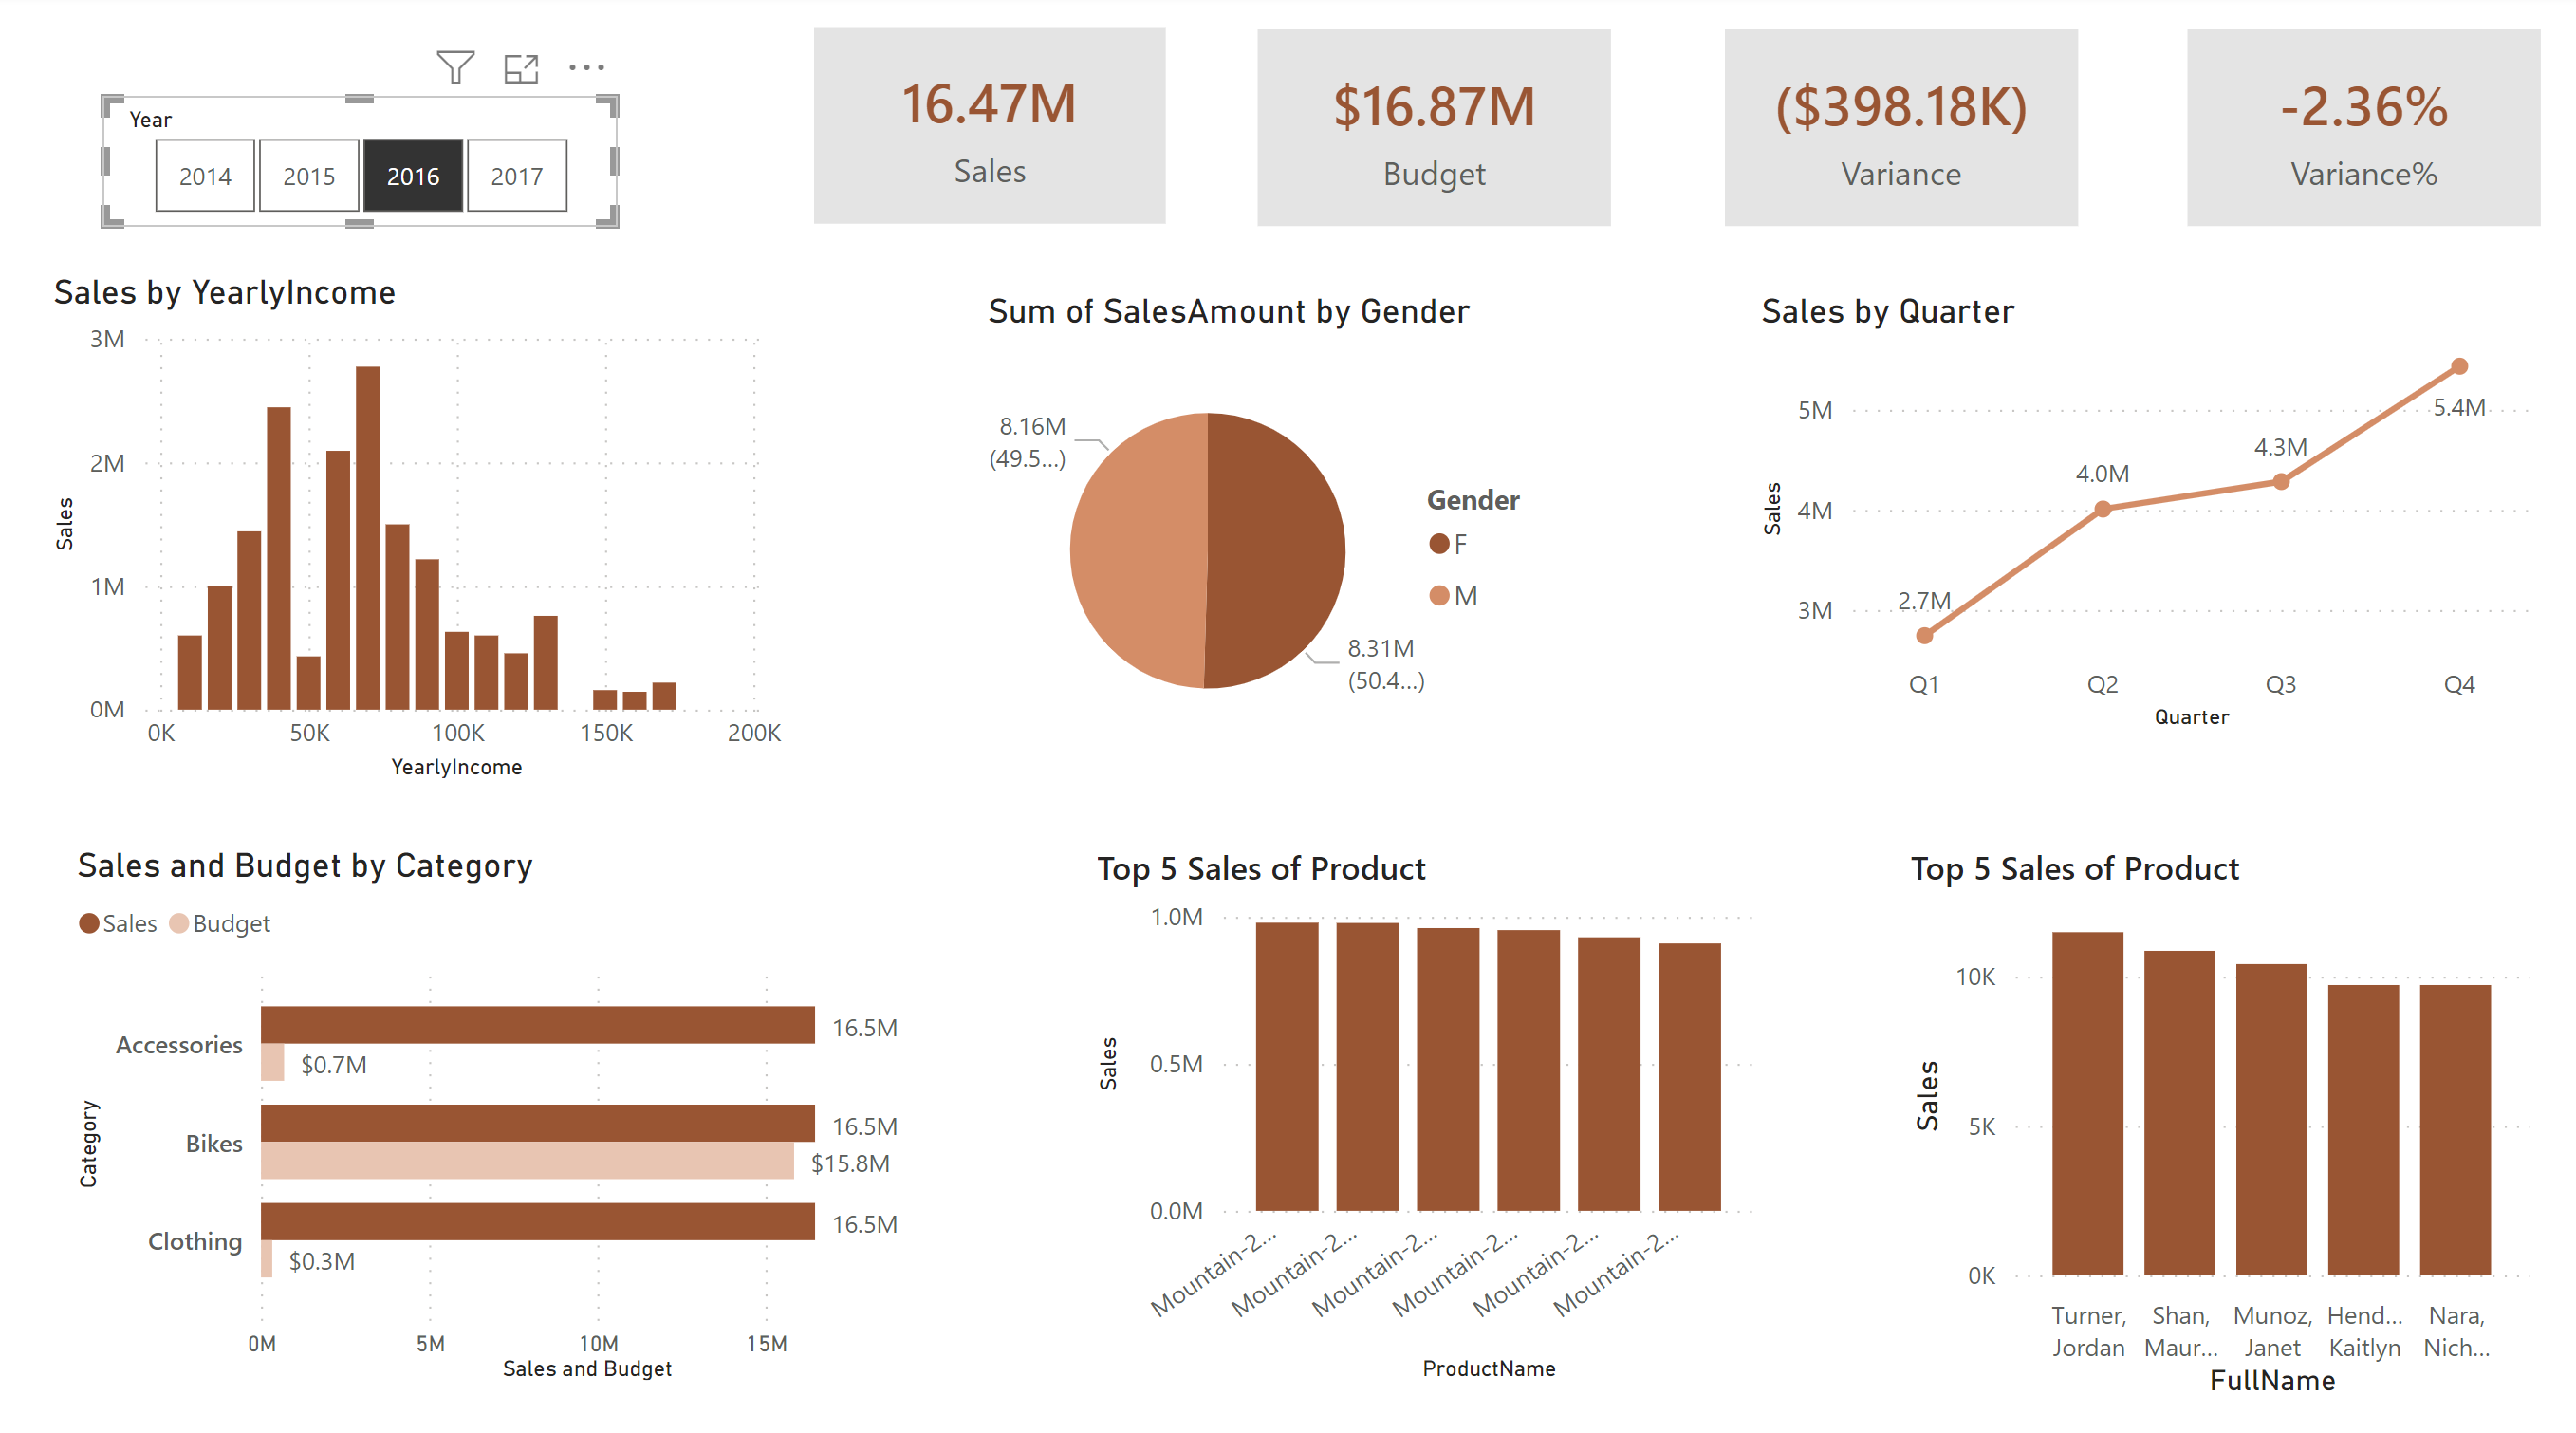 Year
2014 2015 2016 2017
16.47M
Sales
$16.87M
Budget
($398.18K)
Variance
-2.36%
Variance%
Sales by YearlyIncome
3M
2M
1M
0M
Sales
0K 50K 100K 150K 200K
YearlyIncome
Sum of SalesAmount by Gender
8.16M
(49.5...)
8.31M
(50.4...)
Gender
F
M
Sales by Quarter
5M
4M
3M
Sales
2.7M
4.0M
4.3M
5.4M
Q1 Q2 Q3 Q4
Quarter
Sales and Budget by Category
Sales Budget
Category
Accessories
16.5M
$0.7M
Bikes
16.5M
$15.8M
Clothing
16.5M
$0.3M
0M 5M 10M 15M
Sales and Budget
Top 5 Sales of Product
1.0M
0.5M
0.0M
Sales
Mountain-2...
Mountain-2...
Mountain-2...
Mountain-2...
Mountain-2...
Mountain-2...
ProductName
Top 5 Sales of Product
10K
5K
0K
Sales
Turner, Jordan
Shan, Maur...
Munoz, Janet
Hend... Kaitlyn
Nara, Nich...
FullName